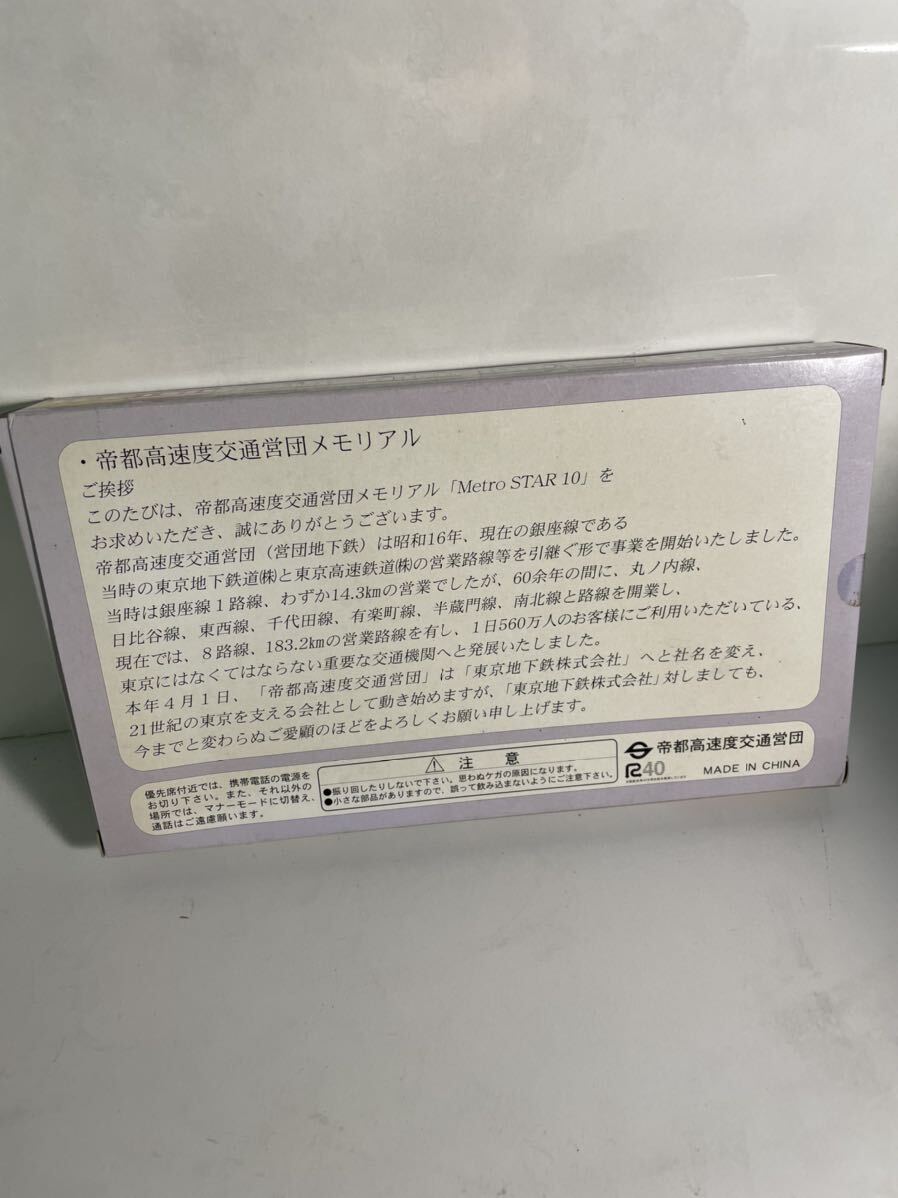 ・帝都高速度交通営団メモリアル
ご挨拶
このたびは、帝都高速度交通営団メモリアル「Metro STAR 10」を
お求めいただき、誠にありがとうございます。
帝都高速度交通営団（営団地下鉄）は昭和16年、現在の銀座線である
当時の東京地下鉄道㈱と東京高速鉄道㈱の営業路線等を引継ぐ形で事業を開始いたしました。
当時は銀座線１路線、わずか14.3㎞の営業でしたが、60余年の間に、丸ノ内線、
日比谷線、東西線、千代田線、有楽町線、半蔵門線、南北線と路線を開業し、
現在では、８路線、183.2㎞の営業路線を有し、１日560万人のお客様にご利用いただいている、
東京にはなくてはならない重要な交通機関へと発展いたしました。
本年４月１日、「帝都高速度交通営団」は「東京地下鉄株式会社」へと社名を変え、
21世紀の東京を支える会社として動き始めますが、「東京地下鉄株式会社」対しましても、
今までと変わらぬご愛顧のほどをよろしくお願い申し上げます。
優先席付近では、携帯電話の電源を
お切り下さい。また、それ以外の
場所では、マナーモードに切替え、
通話はご遠慮願います。
注意
●振り回したりしないで下さい。思わぬケガの原因になります。
●小さな部品がありますので、誤って飲み込まないようにご注意下さい。
帝都高速度交通営団
R40
MADE IN CHINA